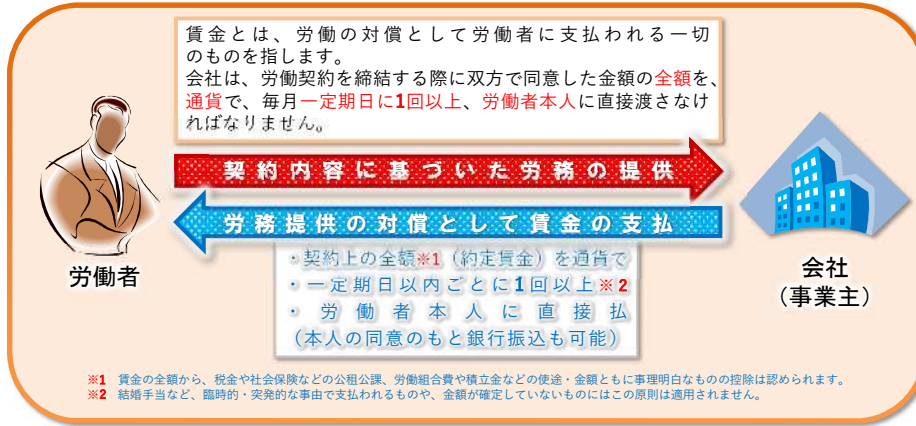 賃金とは、労働の対償として労働者に支払われる一切
のものを指します。
会社は、労働契約を締結する際に双方で同意した金額の全額を、
通貨で、毎月一定期日に1回以上、労働者本人に直接渡さなけ
ればなりません。
契約内容に基づいた労務の提供
労務提供の対償として賃金の支払
労働者
会社
（事業主）
・契約上の全額※1（約定賃金）を通貨で
・一定期日以内ごとに1回以上※2
・労働者本人に直接払
（本人の同意のもと銀行振込も可能）
※1 賃金の全額から、税金や社会保険などの公租公課、労働組合費や積立金などの使途・金額ともに事理明白なものの控除は認められます。
※2 結婚手当など、臨時的・突発的な事由で支払われるものや、金額が確定していないものにはこの原則は適用されません。